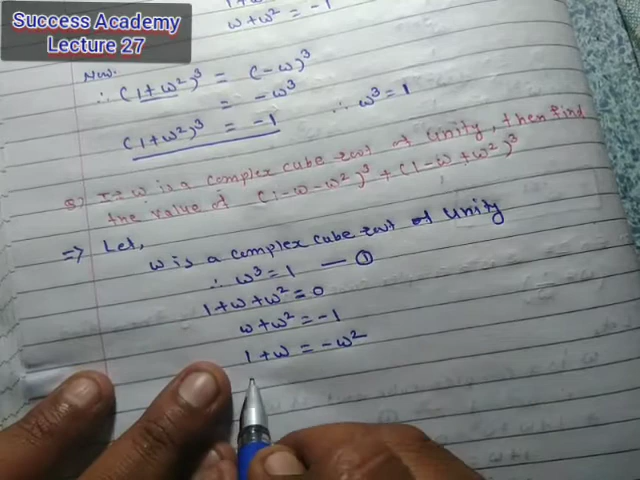 Success Academy
Lecture 27
ω+ω² = -1
Now.
∴ (1+ω²)³ = (-ω)³
= -ω³
(1+ω²)³ = -1 ∴ ω³=1
Q) If ω is a complex cube root of Unity, then find
the value of (1-ω-ω²)³ + (1-ω+ω²)³
⇒ Let,
ω is a complex cube root of Unity
∴ ω³=1 — ①
1+ω+ω²=0
ω+ω²=-1
1+ω = -ω²